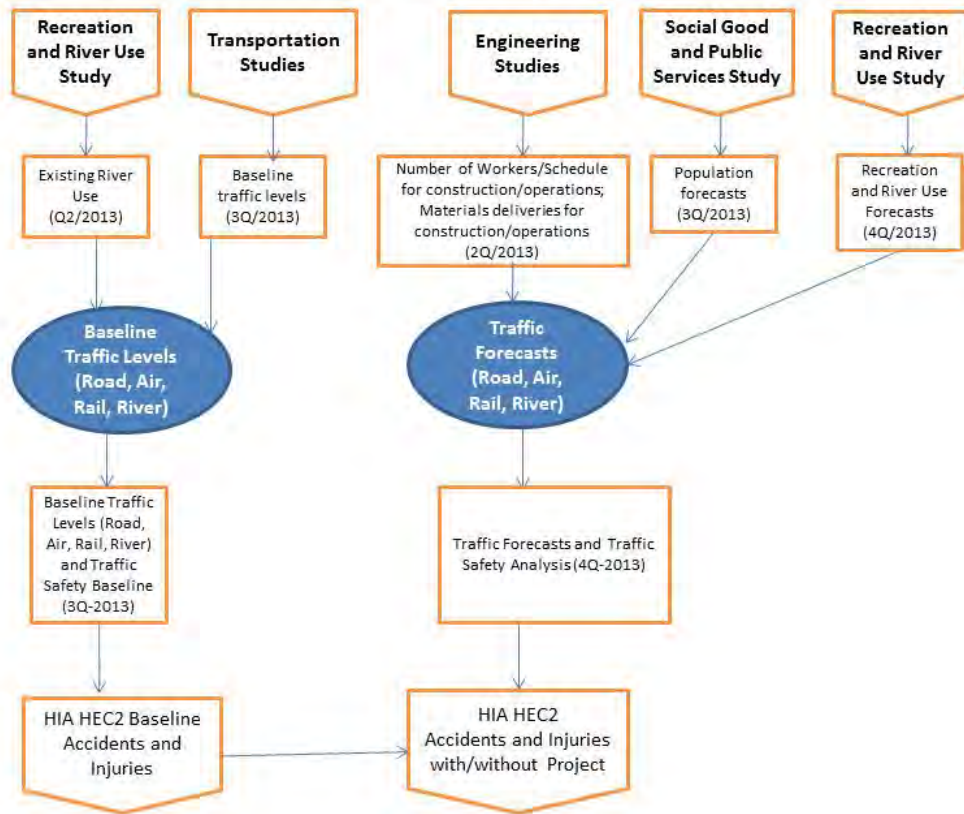 Recreation
and River Use
Study
Transportation
Studies
Engineering
Studies
Social Good
and Public
Services Study
Recreation
and River
Use Study
Existing River
Use
(Q2/2013)
Baseline
traffic levels
(3Q/2013)
Number of Workers/Schedule
for construction/operations;
Materials deliveries for
construction/operations
(2Q/2013)
Population
forecasts
(3Q/2013)
Recreation
and River Use
Forecasts
(4Q/2013)
Baseline
Traffic Levels
(Road, Air,
Rail, River)
Traffic
Forecasts
(Road, Air,
Rail, River)
Baseline Traffic
Levels (Road,
Air, Rail, River)
and Traffic
Safety Baseline
(3Q-2013)
Traffic Forecasts and Traffic
Safety Analysis (4Q-2013)
HIA HEC2 Baseline
Accidents and
Injuries
HIA HEC2
Accidents and Injuries
with/without Project